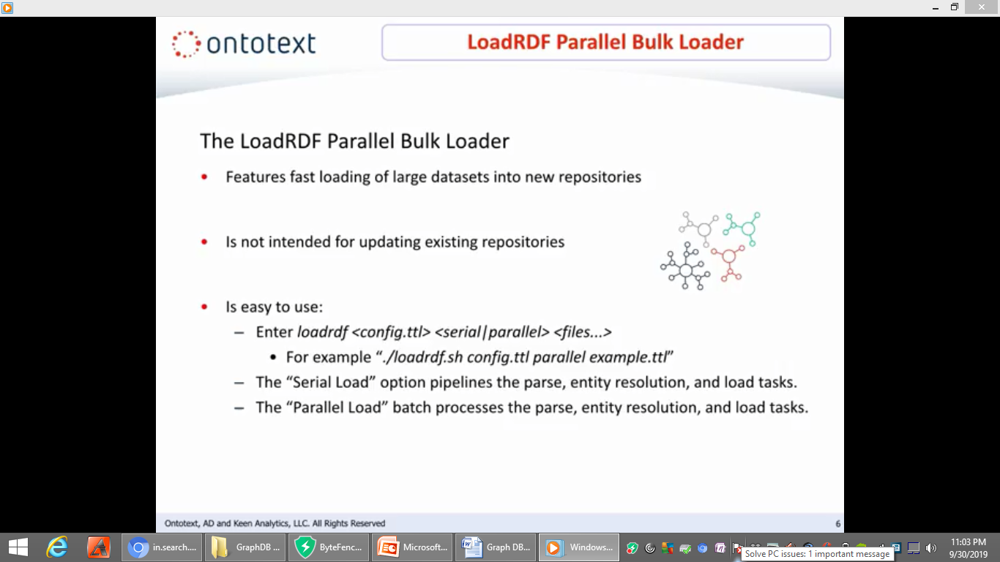 ontotext
LoadRDF Parallel Bulk Loader
The LoadRDF Parallel Bulk Loader
• Features fast loading of large datasets into new repositories
• Is not intended for updating existing repositories
• Is easy to use:
– Enter loadrdf <config.ttl> <serial|parallel> <files...>
• For example “./loadrdf.sh config.ttl parallel example.ttl”
– The “Serial Load” option pipelines the parse, entity resolution, and load tasks.
– The “Parallel Load” batch processes the parse, entity resolution, and load tasks.
Ontotext, AD and Keen Analytics, LLC. All Rights Reserved
6
in.search....
GraphDB ...
ByteFenc...
Microsoft...
Graph DB...
Windows...
11:03 PM
Solve PC issues: 1 important message
9/30/2019